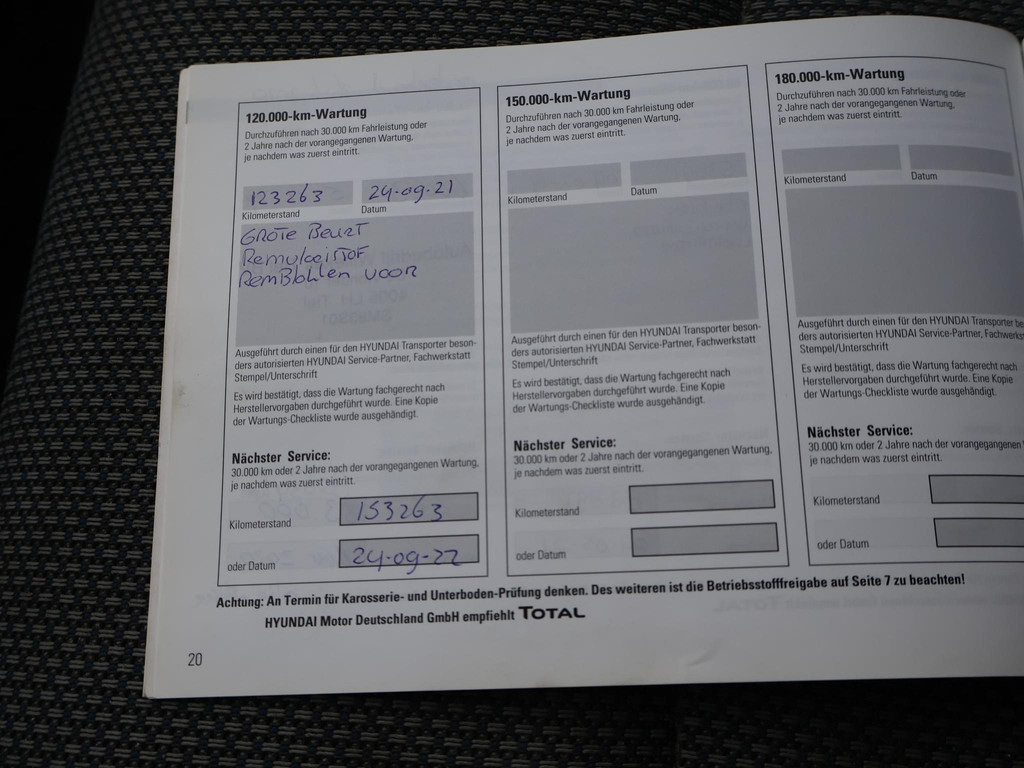 120.000-km-Wartung
Durchzuführen nach 30.000 km Fahrleistung oder
2 Jahre nach der vorangegangenen Wartung,
je nachdem was zuerst eintritt.
123263 24-09-21
Kilometerstand Datum
GROTE BeURT
Remvloeistof
RemBlokken voor
Ausgeführt durch einen für den HYUNDAI Transporter beson-
ders autorisierten HYUNDAI Service-Partner, Fachwerkstatt
Stempel/Unterschrift
Es wird bestätigt, dass die Wartung fachgerecht nach
Herstellervorgaben durchgeführt wurde. Eine Kopie
der Wartungs-Checkliste wurde ausgehändigt.
Nächster Service:
30.000 km oder 2 Jahre nach der vorangegangenen Wartung,
je nachdem was zuerst eintritt.
Kilometerstand 153263
oder Datum 24-09-22
150.000-km-Wartung
Durchzuführen nach 30.000 km Fahrleistung oder
2 Jahre nach der vorangegangenen Wartung,
je nachdem was zuerst eintritt.
Kilometerstand Datum
Ausgeführt durch einen für den HYUNDAI Transporter beson-
ders autorisierten HYUNDAI Service-Partner, Fachwerkstatt
Stempel/Unterschrift
Es wird bestätigt, dass die Wartung fachgerecht nach
Herstellervorgaben durchgeführt wurde. Eine Kopie
der Wartungs-Checkliste wurde ausgehändigt.
Nächster Service:
30.000 km oder 2 Jahre nach der vorangegangenen Wartung,
je nachdem was zuerst eintritt.
Kilometerstand
oder Datum
180.000-km-Wartung
Durchzuführen nach 30.000 km Fahrleistung oder
2 Jahre nach der vorangegangenen Wartung,
je nachdem was zuerst eintritt.
Kilometerstand Datum
Ausgeführt durch einen für den HYUNDAI Transporter be
ders autorisierten HYUNDAI Service-Partner, Fachwerks
Stempel/Unterschrift
Es wird bestätigt, dass die Wartung fachgerecht nach
Herstellervorgaben durchgeführt wurde. Eine Kopie
der Wartungs-Checkliste wurde ausgehändigt.
Nächster Service:
30.000 km oder 2 Jahre nach der vorangegangenen
je nachdem was zuerst eintritt.
Kilometerstand
oder Datum
Achtung: An Termin für Karosserie- und Unterboden-Prüfung denken. Des weiteren ist die Betriebsstofffreigabe auf Seite 7 zu beachten!
HYUNDAI Motor Deutschland GmbH empfiehlt TOTAL
20